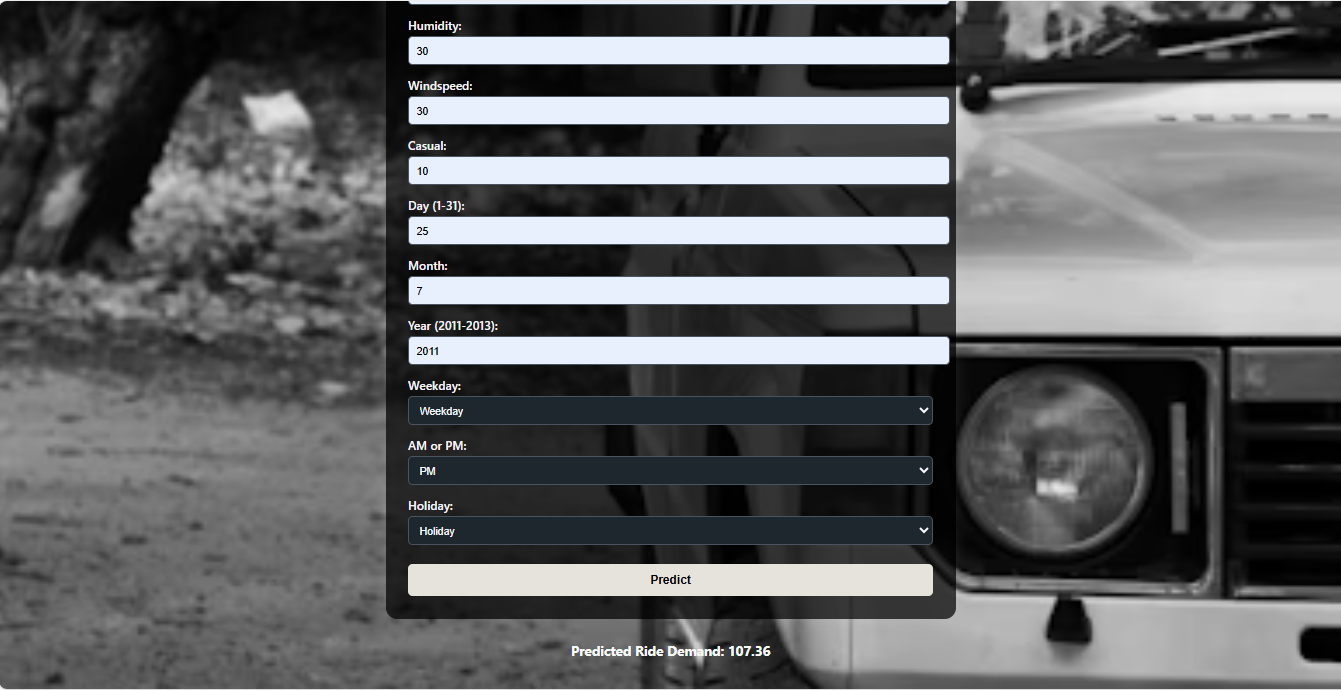 Humidity:
30
Windspeed:
30
Casual:
10
Day (1-31):
25
Month:
7
Year (2011-2013):
2011
Weekday:
Weekday
AM or PM:
PM
Holiday:
Holiday
Predict
Predicted Ride Demand: 107.36